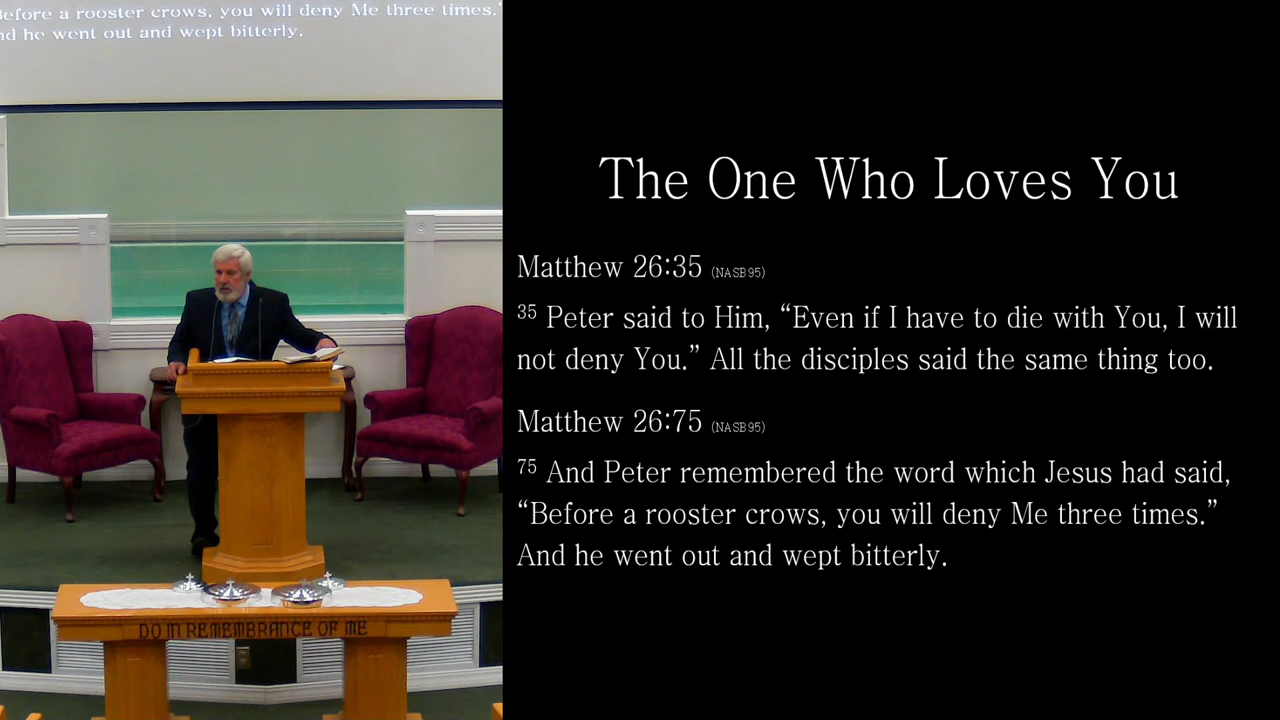 Before a rooster crows, you will deny Me three times."
And he went out and wept bitterly.
The One Who Loves You
Matthew 26:35 (NASB95)
35 Peter said to Him, “Even if I have to die with You, I will
not deny You.” All the disciples said the same thing too.
Matthew 26:75 (NASB95)
75 And Peter remembered the word which Jesus had said,
“Before a rooster crows, you will deny Me three times.”
And he went out and wept bitterly.
DO IN REMEMBRANCE OF ME